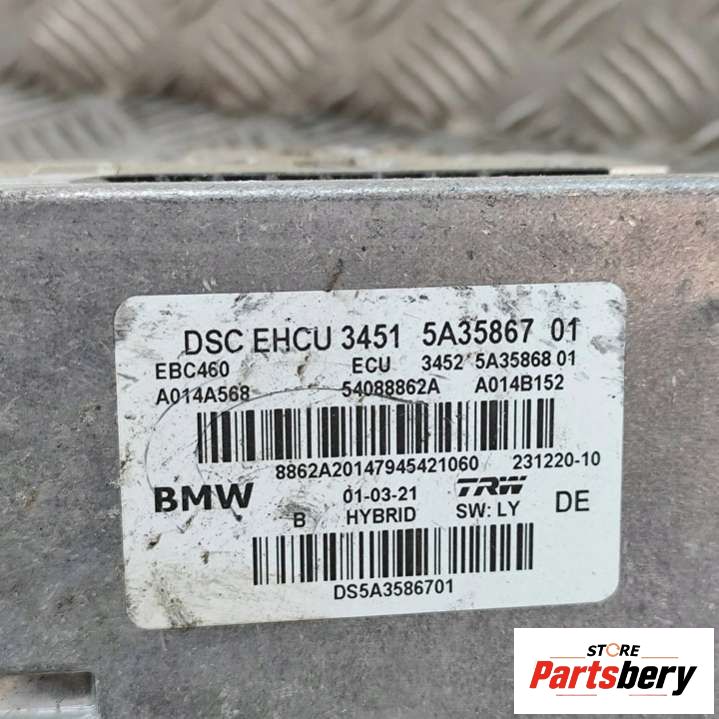 DSC EHCU 3451 5A35867 01
EBC460 ECU 3452 5A35868 01
A014A568 54088862A A014B152
8862A20147945421060 231220-10
BMW 01-03-21 TRW DE
B HYBRID SW: LY
DS5A3586701
STORE
Partsbery